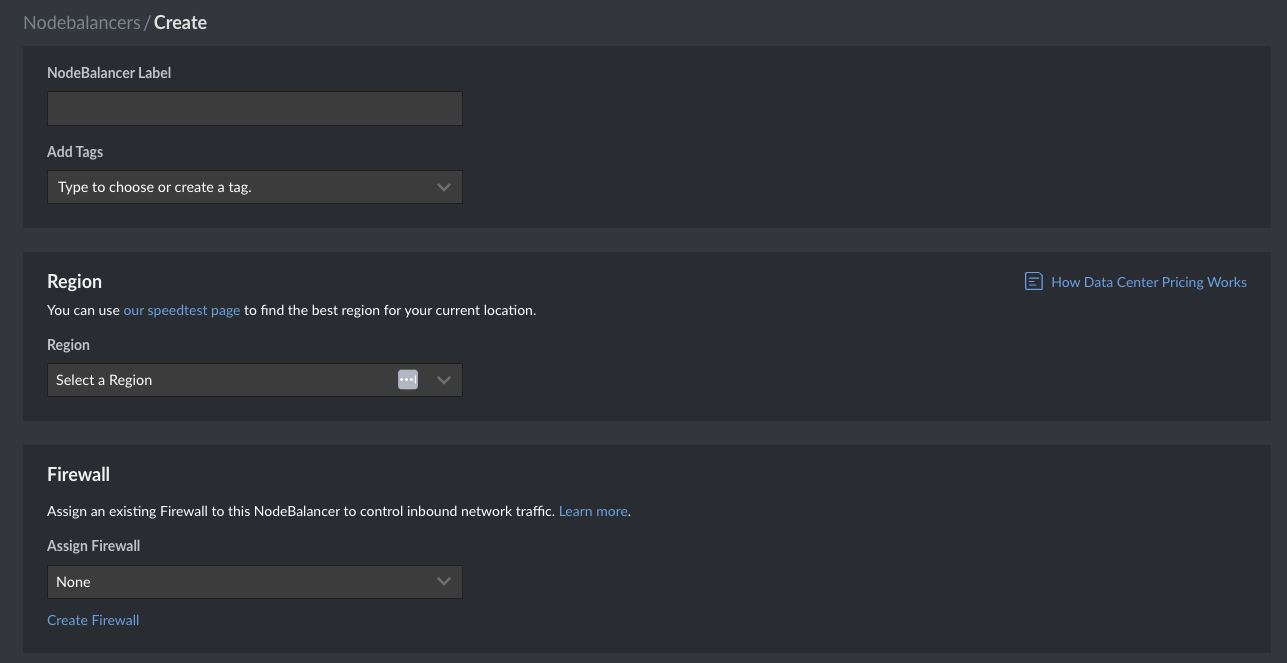 Nodebalancers / Create
NodeBalancer Label
Add Tags
Type to choose or create a tag.
Region
How Data Center Pricing Works
You can use our speedtest page to find the best region for your current location.
Region
Select a Region
Firewall
Assign an existing Firewall to this NodeBalancer to control inbound network traffic. Learn more.
Assign Firewall
None
Create Firewall